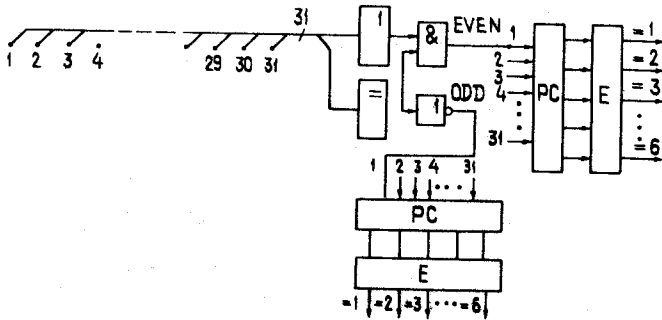 31
1 2 3 4 29 30 31
1
=
&
1
EVEN
ODD
1
2
3
4
31
PC
E
=1
=2
=3
=6
1 2 3 4 31
PC
E
=1 =2 =3 =6